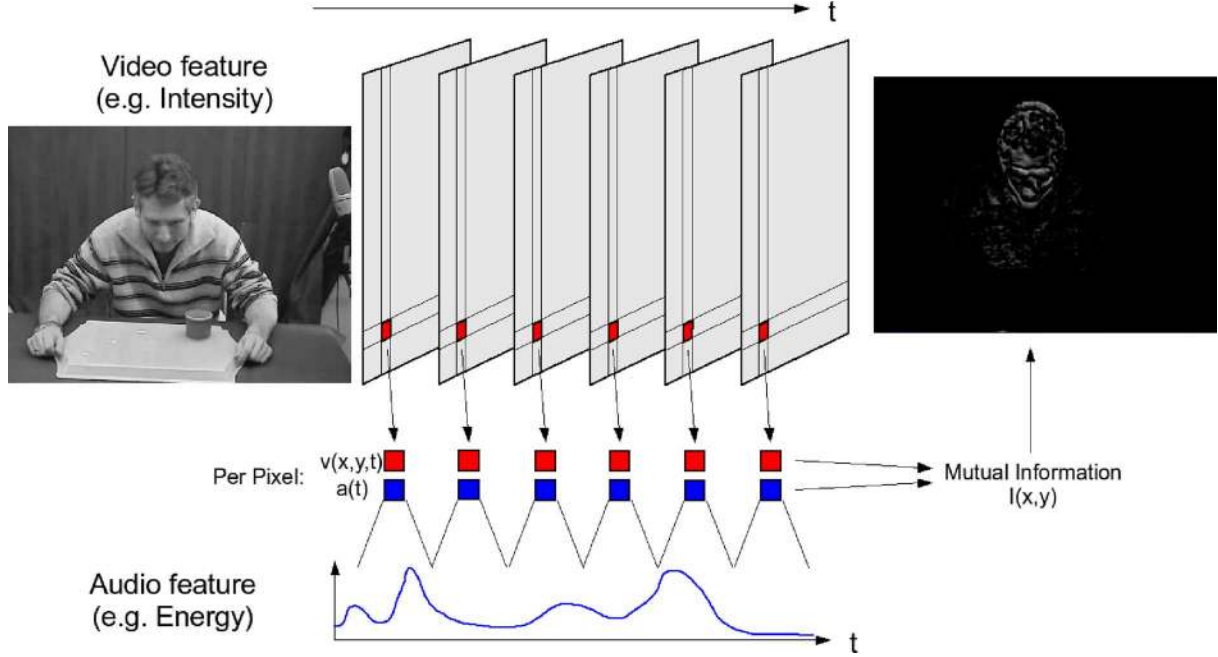 t
Video feature
(e.g. Intensity)
Per Pixel:
v(x,y,t)
a(t)
Mutual Information
I(x,y)
Audio feature
(e.g. Energy)
t